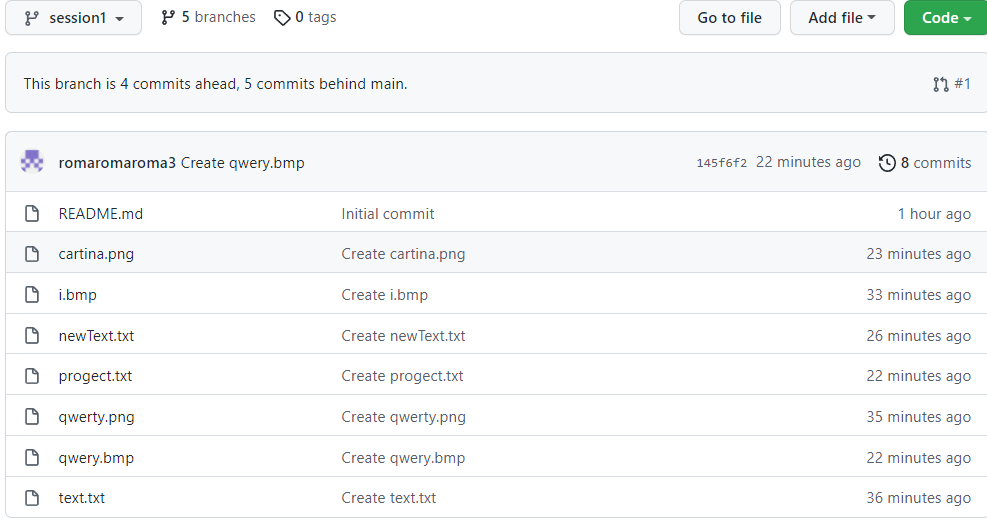 session1 5 branches 0 tags Go to file Add file Code
This branch is 4 commits ahead, 5 commits behind main. #1
romaromaroma3 Create qwery.bmp 145f6f2 22 minutes ago 8 commits
README.md Initial commit 1 hour ago
cartina.png Create cartina.png 23 minutes ago
i.bmp Create i.bmp 33 minutes ago
newText.txt Create newText.txt 26 minutes ago
progect.txt Create progect.txt 22 minutes ago
qwerty.png Create qwerty.png 35 minutes ago
qwery.bmp Create qwery.bmp 22 minutes ago
text.txt Create text.txt 36 minutes ago